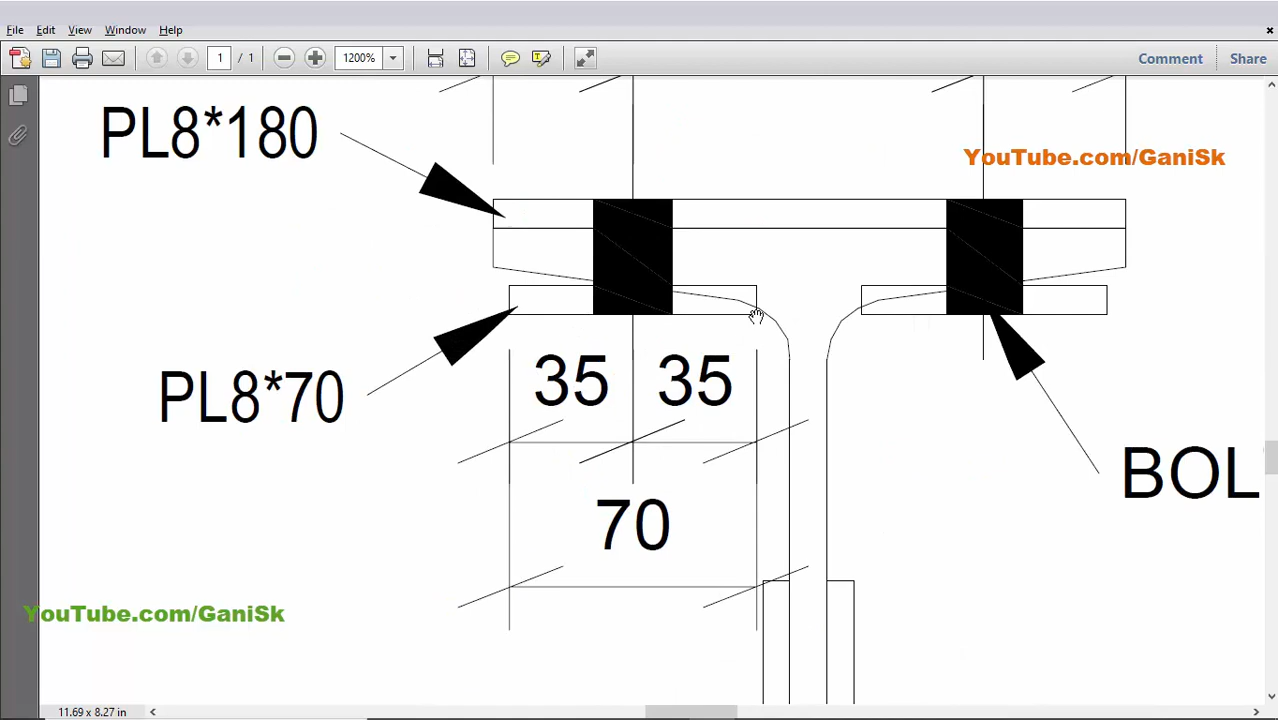 File Edit View Window Help
1 / 1 1200% Comment Share
PL8*180
YouTube.com/GaniSk
PL8*70
35 35
BOL
70
YouTube.com/GaniSk
11.69 x 8.27 in